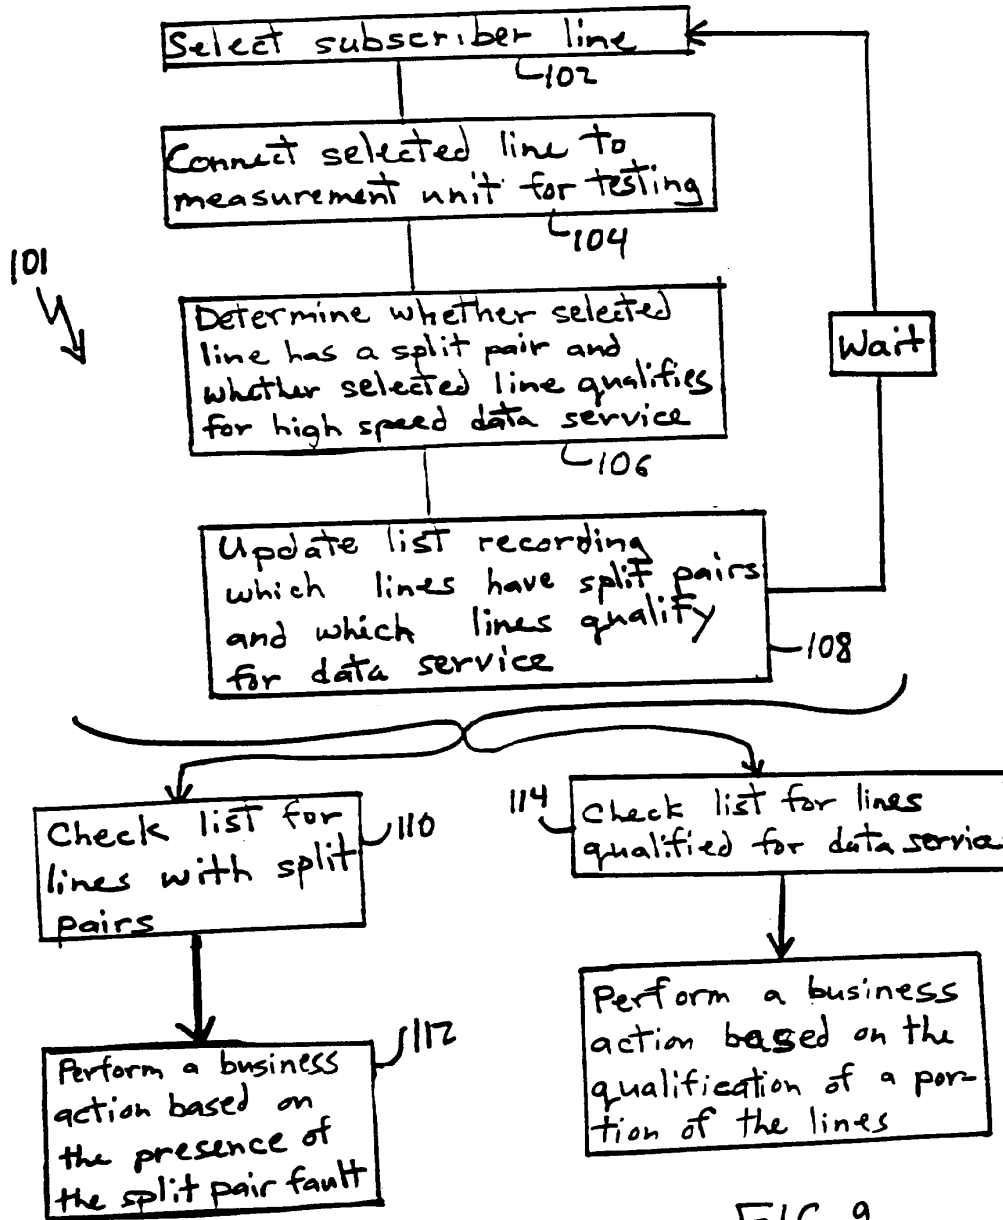 Select subscriber line
102
Connect selected line to
measurement unit for testing
104
101
Determine whether selected
line has a split pair and
whether selected line qualifies
for high speed data service
106
Wait
Update list recording
which lines have split pairs
and which lines qualify
for data service
108
Check list for
lines with split
pairs
110
114
Check list for lines
qualified for data service
Perform a business
action based on
the presence of
the split pair fault
112
Perform a business
action based on the
qualification of a por-
tion of the lines
FIG. 9